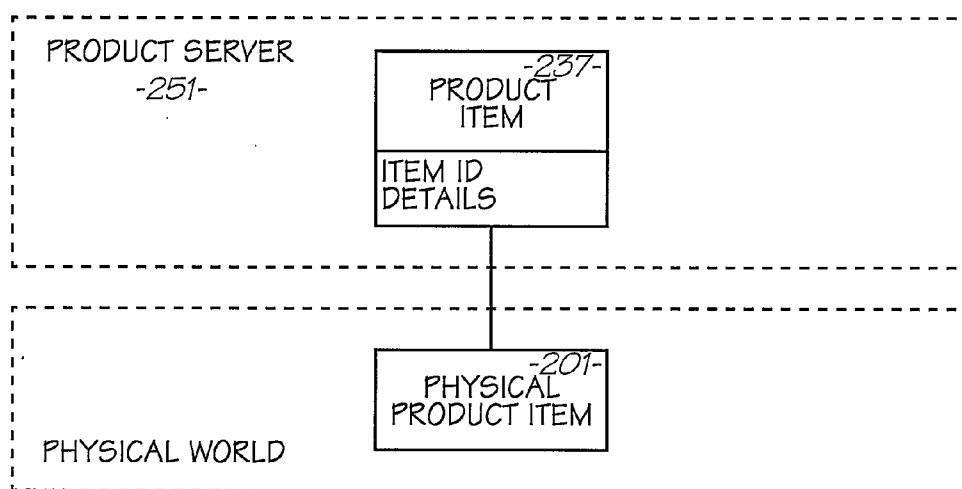 PRODUCT SERVER
-251-
-237-
PRODUCT
ITEM
ITEM ID
DETAILS
-201-
PHYSICAL
PRODUCT ITEM
PHYSICAL WORLD